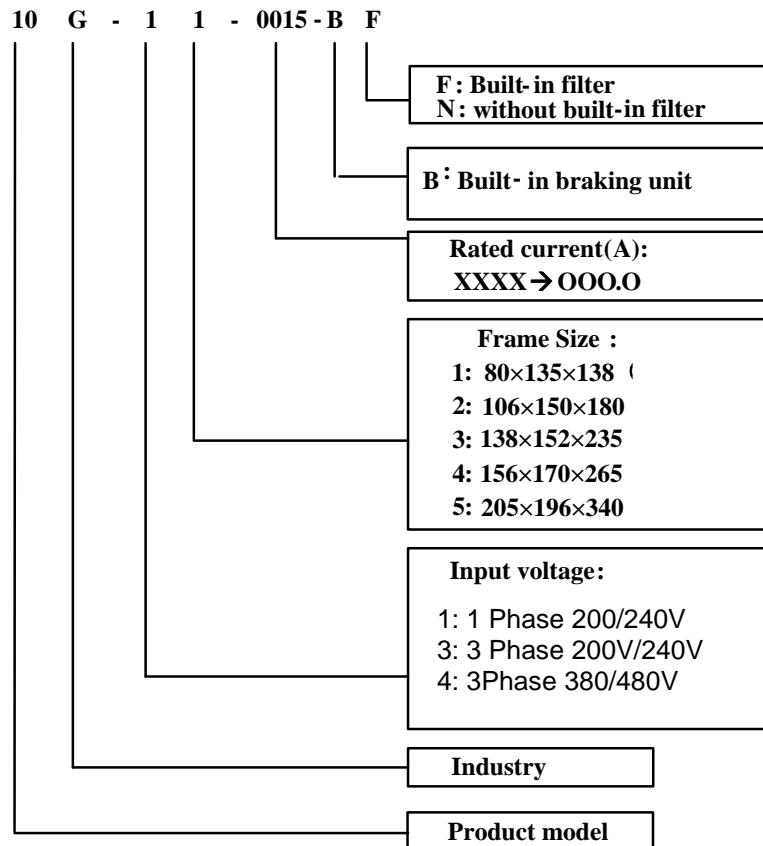 10 G - 1 1 - 0015 - B F
F: Built-in filter
N: without built-in filter
B: Built- in braking unit
Rated current(A):
XXXX → OOO.O
Frame Size :
1: 80×135×138 (
2: 106×150×180
3: 138×152×235
4: 156×170×265
5: 205×196×340
Input voltage:
1: 1 Phase 200/240V
3: 3 Phase 200V/240V
4: 3Phase 380/480V
Industry
Product model